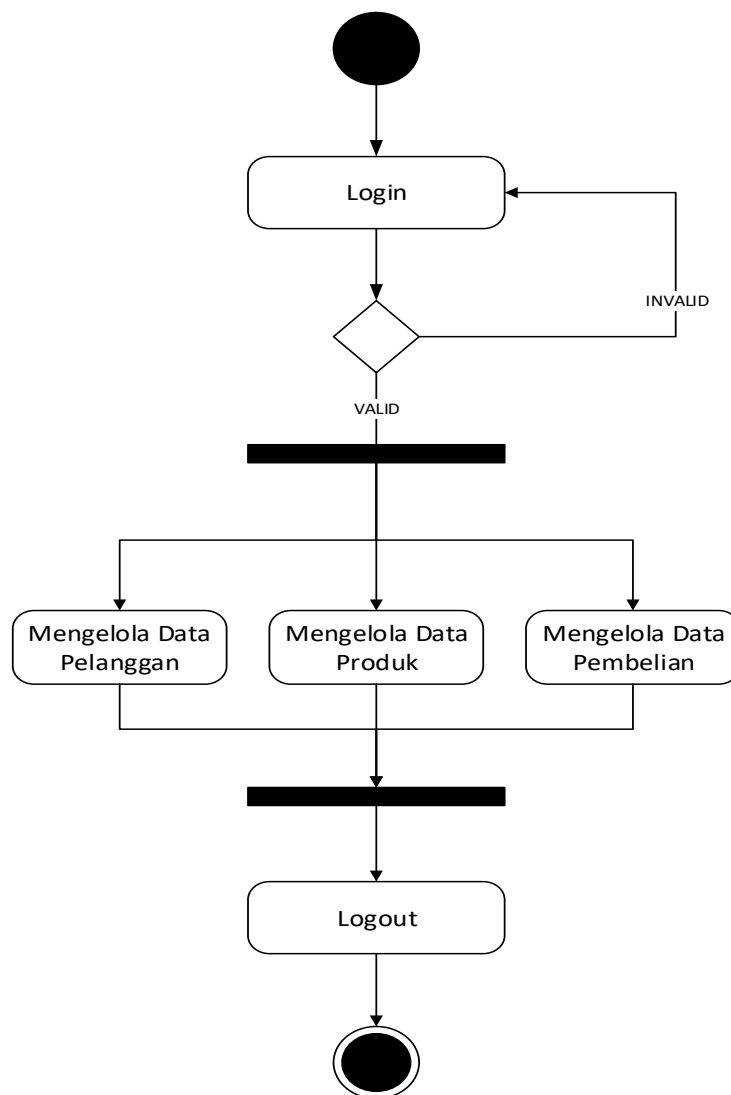 Login
INVALID
VALID
Mengelola Data
Pelanggan
Mengelola Data
Produk
Mengelola Data
Pembelian
Logout